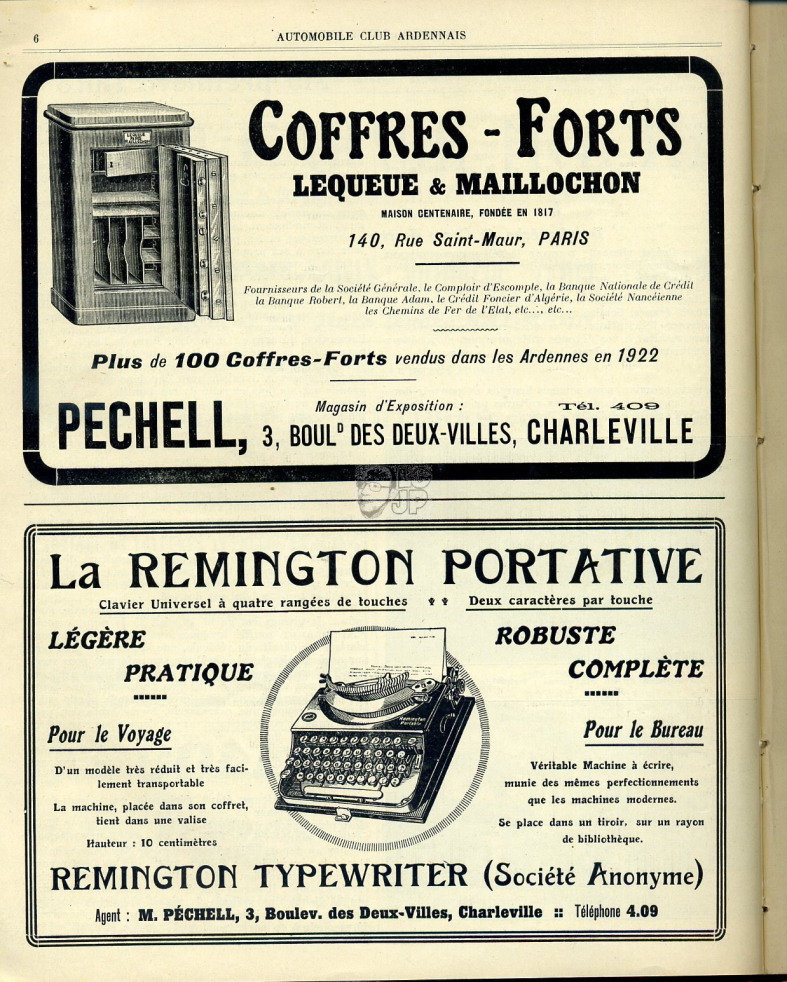 6
AUTOMOBILE CLUB ARDENNAIS
COFFRES - FORTS
LEQUEUE & MAILLOCHON
MAISON CENTENAIRE, FONDÉE EN 1817
140, Rue Saint-Maur, PARIS
Fournisseurs de la Société Générale, le Comptoir d'Escompte, la Banque Nationale de Crédit
la Banque Robert, la Banque Adam, le Crédit Foncier d'Algérie, la Société Nancéienne
les Chemins de Fer de l'Etat, etc..., etc...
Plus de 100 Coffres-Forts vendus dans les Ardennes en 1922
Magasin d'Exposition : Tél. 409
PECHELL, 3, BOULD DES DEUX-VILLES, CHARLEVILLE
LG
JP
La REMINGTON PORTATIVE
Clavier Universel à quatre rangées de touches Deux caractères par touche
LÉGÈRE
PRATIQUE
Pour le Voyage
D'un modèle très réduit et très faci-
lement transportable
La machine, placée dans son coffret,
tient dans une valise
Hauteur : 10 centimètres
Remington
Portable
ROBUSTE
COMPLÈTE
Pour le Bureau
Véritable Machine à écrire,
munie des mêmes perfectionnements
que les machines modernes.
Se place dans un tiroir, sur un rayon
de bibliothèque.
REMINGTON TYPEWRITER (Société Anonyme)
Agent : M. PÉCHELL, 3, Boulev. des Deux-Villes, Charleville :: Téléphone 4.09